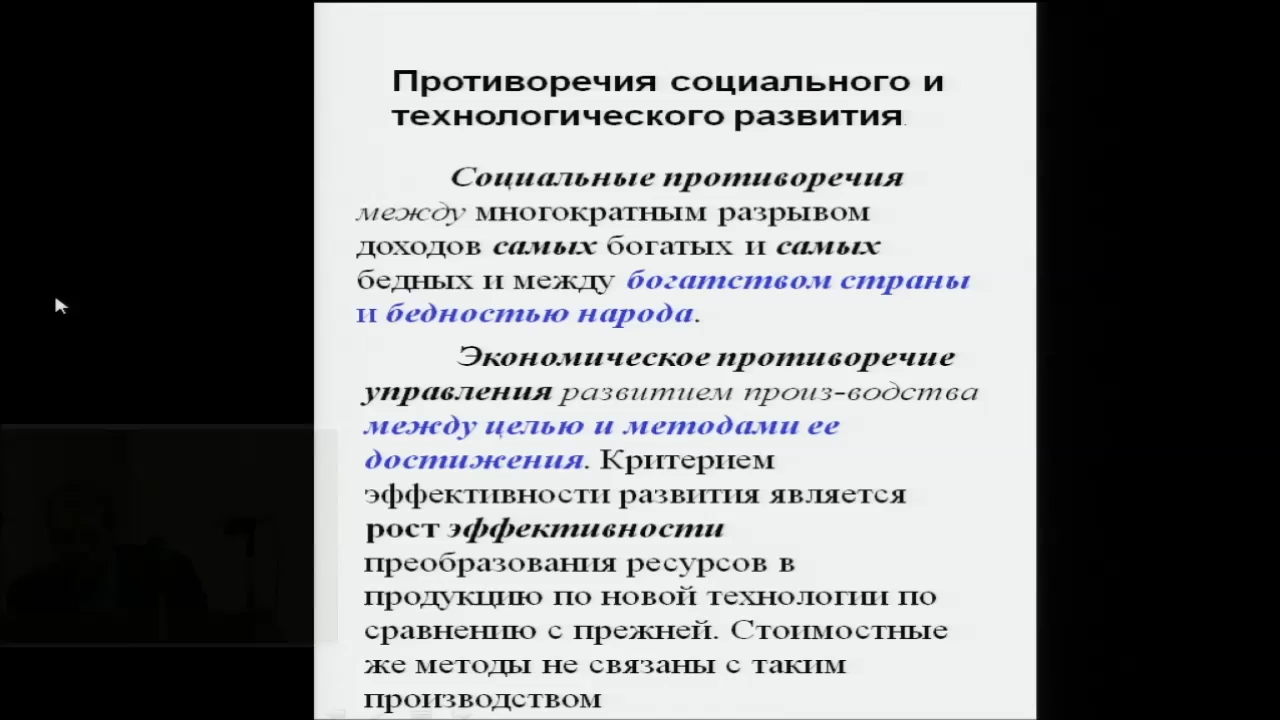 Противоречия социального и
технологического развития.
Социальные противоречия
между многократным разрывом
доходов самых богатых и самых
бедных и между богатством страны
и бедностью народа.
Экономическое противоречие
управления развитием произ-водства
между целью и методами ее
достижения. Критерием
эффективности развития является
рост эффективности
преобразования ресурсов в
продукцию по новой технологии по
сравнению с прежней. Стоимостные
же методы не связаны с таким
производством